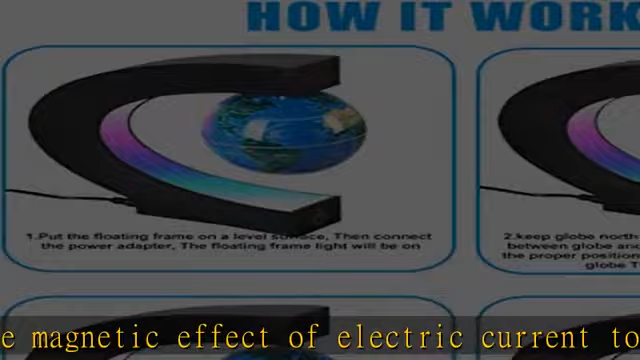 HOW IT WORK
1.Put the floating frame on a level surface, Then connect
the power adapter, The floating frame light will be on
2.keep globe north
between globe and
the proper position
globe T
e magnetic effect of electric current to